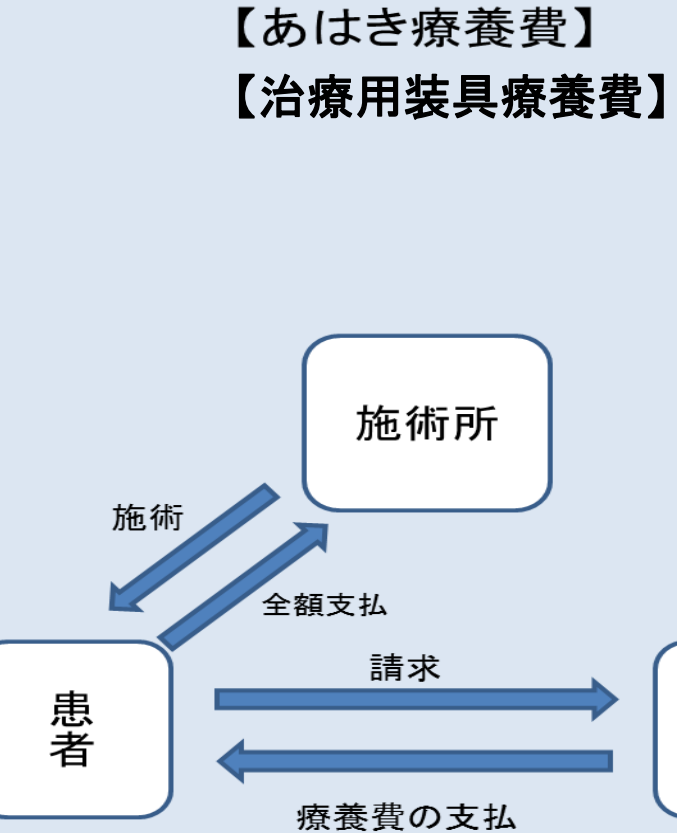 【あはき療養費】
【治療用装具療養費】
施術所
施術
全額支払
請求
患者
療養費の支払